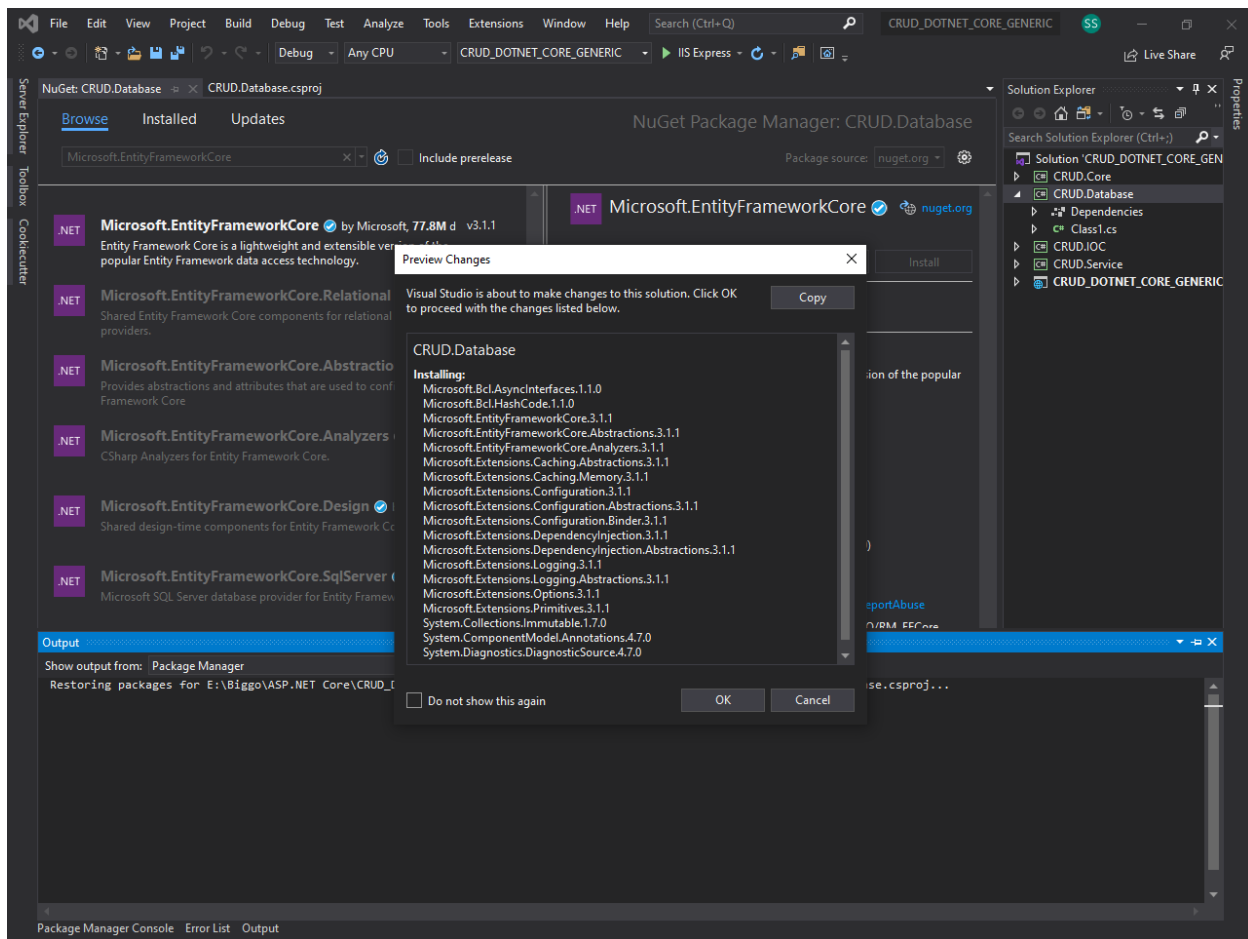 File Edit View Project Build Debug Test Analyze Tools Extensions Window Help Search (Ctrl+Q) CRUD_DOTNET_CORE_GENERIC SS
Debug Any CPU CRUD_DOTNET_CORE_GENERIC IIS Express Live Share
Server Explorer
Toolbox
Cookiecutter
NuGet: CRUD.Database CRUD.Database.csproj
Browse Installed Updates NuGet Package Manager: CRUD.Database
Microsoft.EntityFrameworkCore Include prerelease Package source: nuget.org
.NET Microsoft.EntityFrameworkCore by Microsoft, 77.8M d v3.1.1
Entity Framework Core is a lightweight and extensible version of the
popular Entity Framework data access technology.
.NET Microsoft.EntityFrameworkCore.Relational
Shared Entity Framework Core components for relational
providers.
.NET Microsoft.EntityFrameworkCore.Abstractio
Provides abstractions and attributes that are used to conf
Framework Core
.NET Microsoft.EntityFrameworkCore.Analyzers
CSharp Analyzers for Entity Framework Core.
.NET Microsoft.EntityFrameworkCore.Design
Shared design-time components for Entity Framework Co
.NET Microsoft.EntityFrameworkCore.SqlServer
Microsoft SQL Server database provider for Entity Framew
.NET Microsoft.EntityFrameworkCore nuget.org
Install
sion of the popular
)
eportAbuse
Preview Changes
Visual Studio is about to make changes to this solution. Click OK
to proceed with the changes listed below.
Copy
CRUD.Database
Installing:
Microsoft.Bcl.AsyncInterfaces.1.1.0
Microsoft.Bcl.HashCode.1.1.0
Microsoft.EntityFrameworkCore.3.1.1
Microsoft.EntityFrameworkCore.Abstractions.3.1.1
Microsoft.EntityFrameworkCore.Analyzers.3.1.1
Microsoft.Extensions.Caching.Abstractions.3.1.1
Microsoft.Extensions.Caching.Memory.3.1.1
Microsoft.Extensions.Configuration.3.1.1
Microsoft.Extensions.Configuration.Abstractions.3.1.1
Microsoft.Extensions.Configuration.Binder.3.1.1
Microsoft.Extensions.DependencyInjection.3.1.1
Microsoft.Extensions.DependencyInjection.Abstractions.3.1.1
Microsoft.Extensions.Logging.3.1.1
Microsoft.Extensions.Logging.Abstractions.3.1.1
Microsoft.Extensions.Options.3.1.1
Microsoft.Extensions.Primitives.3.1.1
System.Collections.Immutable.1.7.0
System.ComponentModel.Annotations.4.7.0
System.Diagnostics.DiagnosticSource.4.7.0
Do not show this again OK Cancel
Solution Explorer
Search Solution Explorer (Ctrl+;)
Solution 'CRUD_DOTNET_CORE_GEN
CRUD.Core
CRUD.Database
Dependencies
Class1.cs
CRUD.IOC
CRUD.Service
CRUD_DOTNET_CORE_GENERIC
Properties
Output
Show output from: Package Manager
Restoring packages for E:\Biggo\ASP.NET Core\CRUD_D se.csproj...
Package Manager Console Error List Output